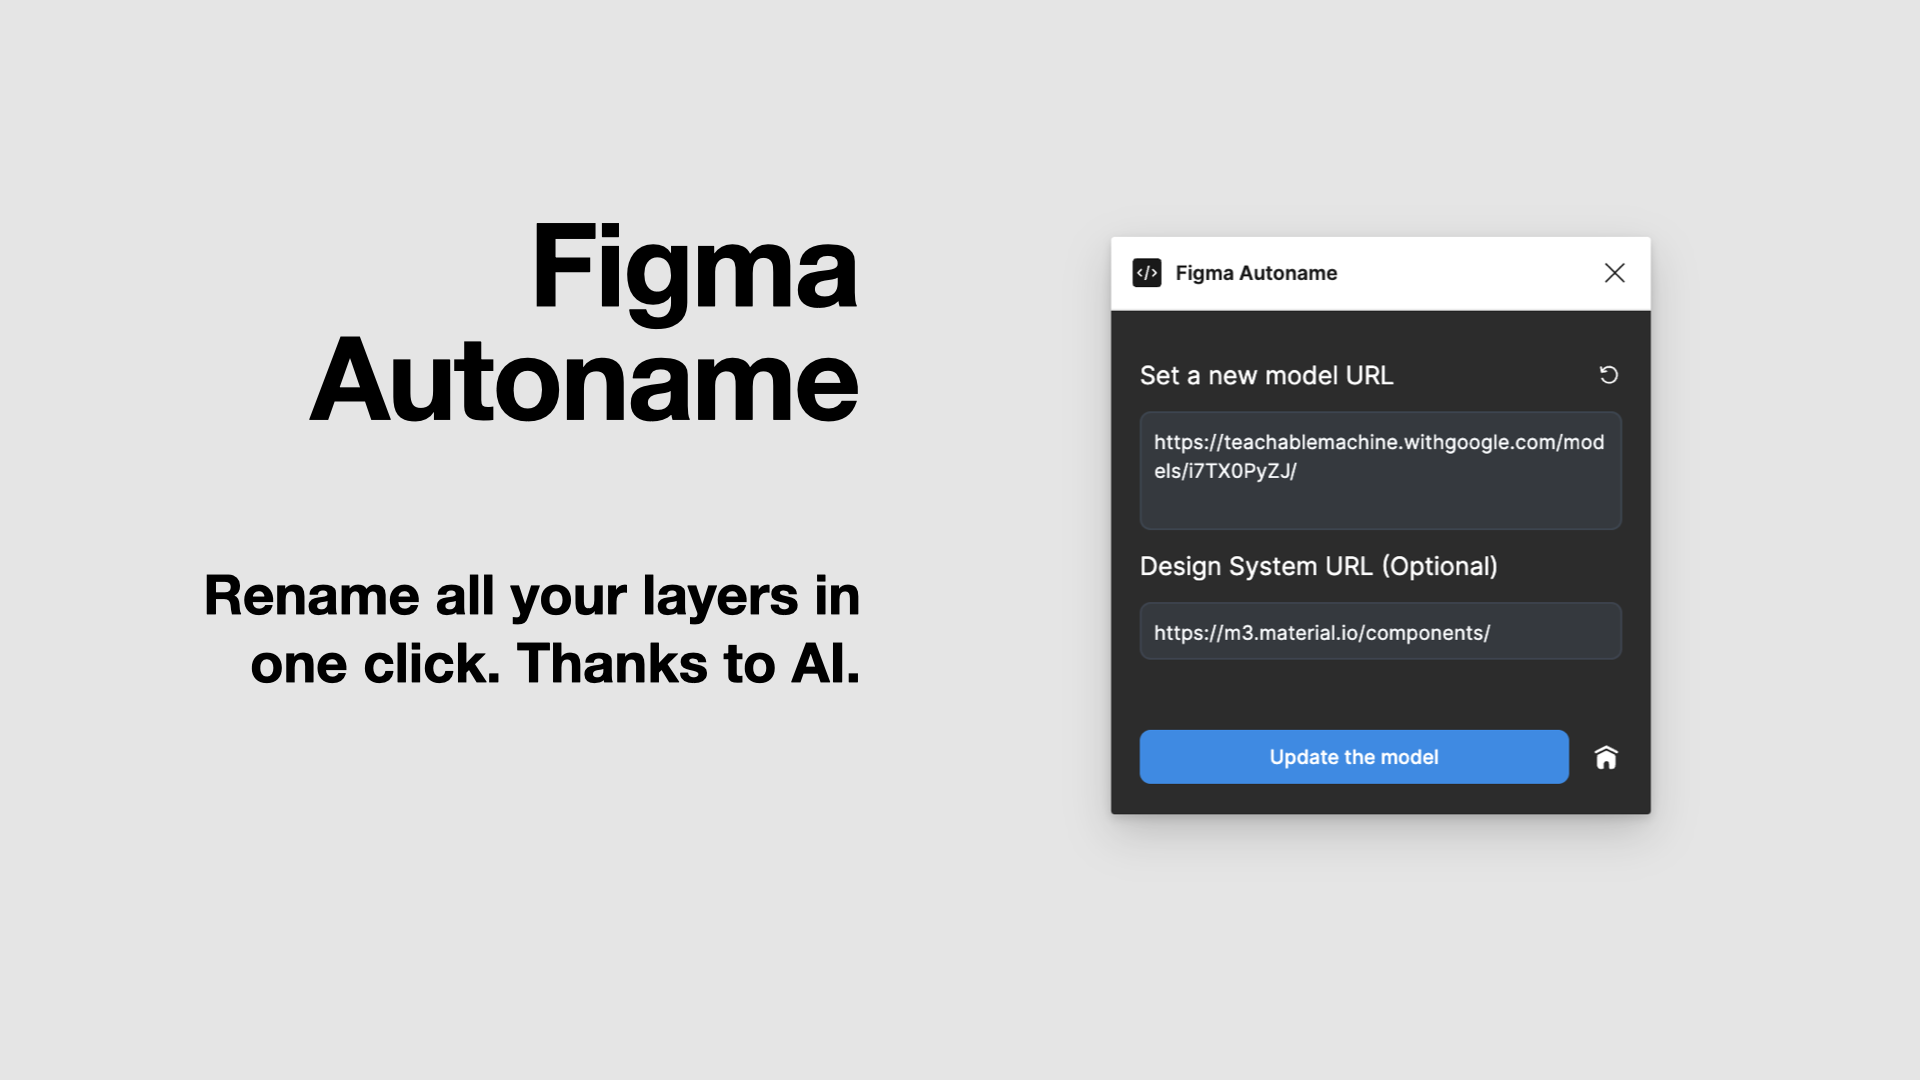 Figma
Autoname
Rename all your layers in
one click. Thanks to AI.
</> Figma Autoname
Set a new model URL
https://teachablemachine.withgoogle.com/mod
els/i7TX0PyZJ/
Design System URL (Optional)
https://m3.material.io/components/
Update the model